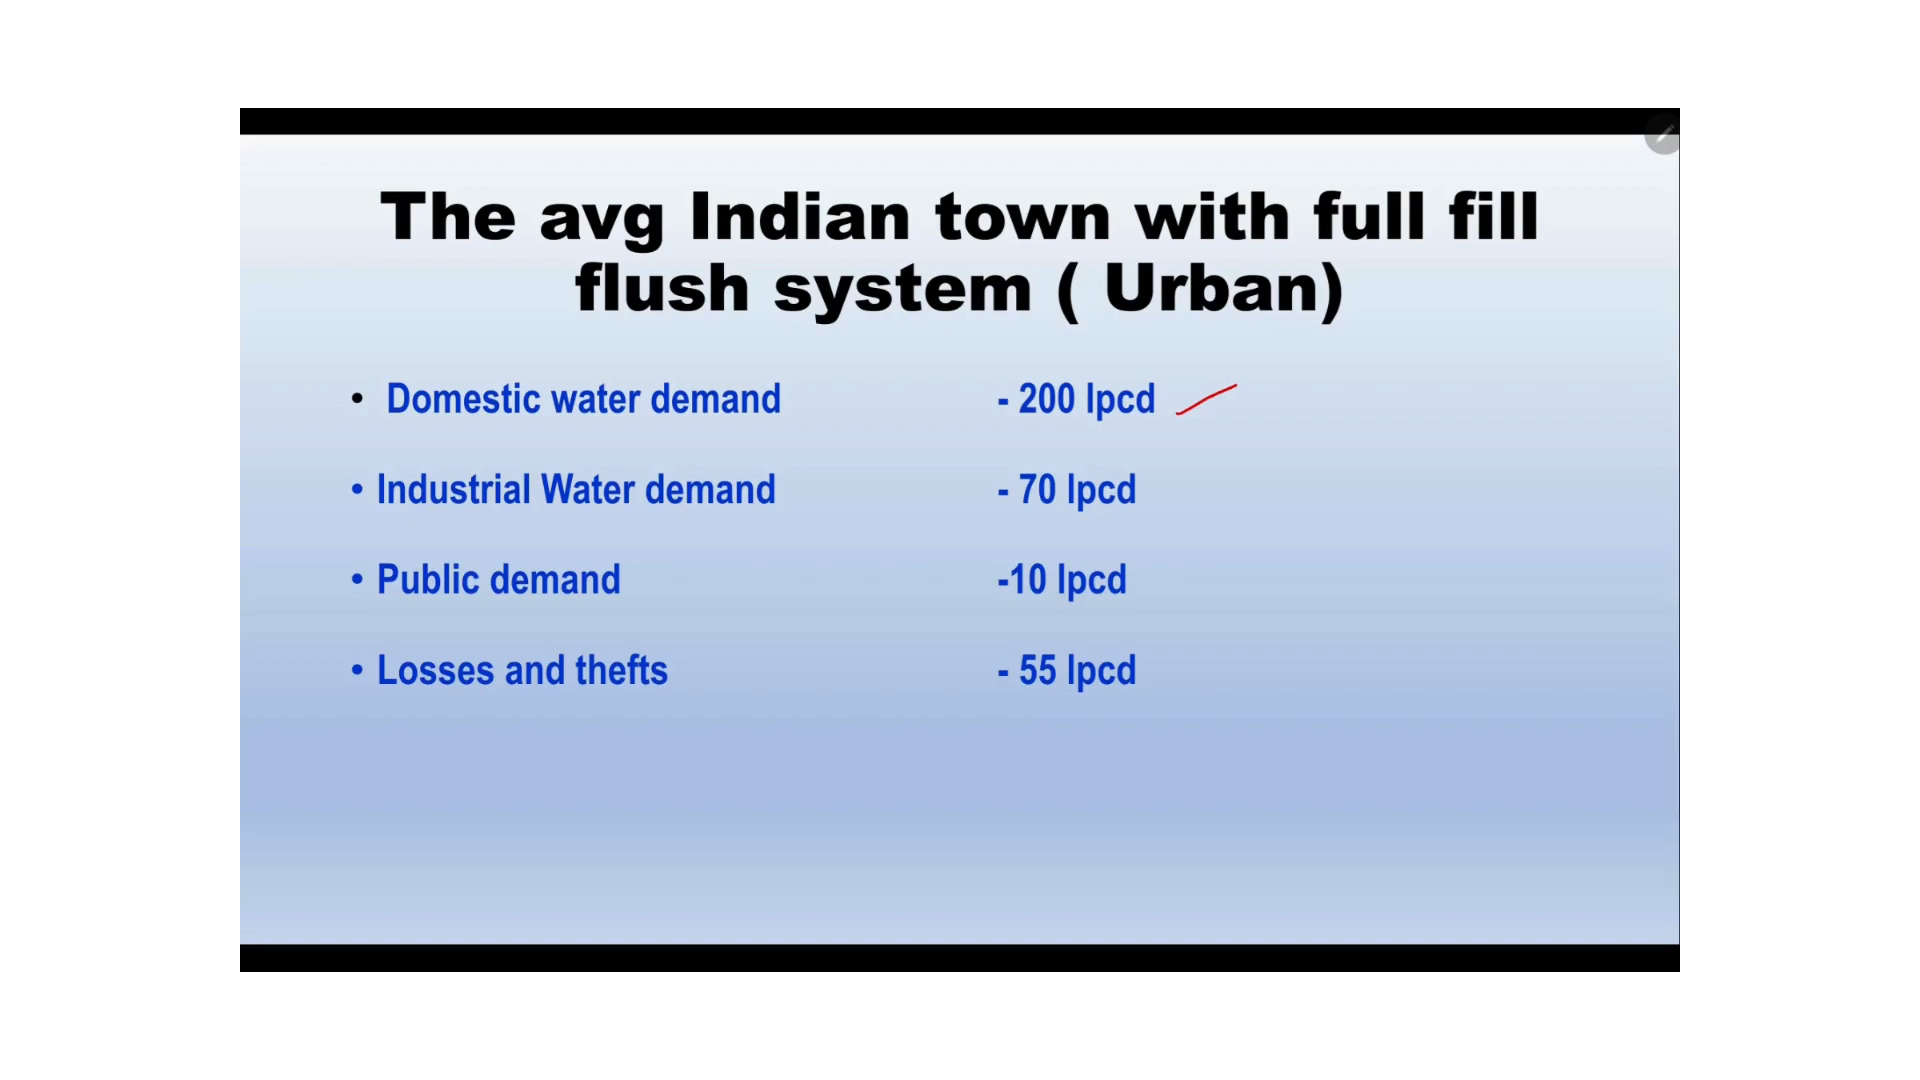 The avg Indian town with full fill
flush system ( Urban)
• Domestic water demand - 200 lpcd
• Industrial Water demand - 70 lpcd
• Public demand -10 lpcd
• Losses and thefts - 55 lpcd